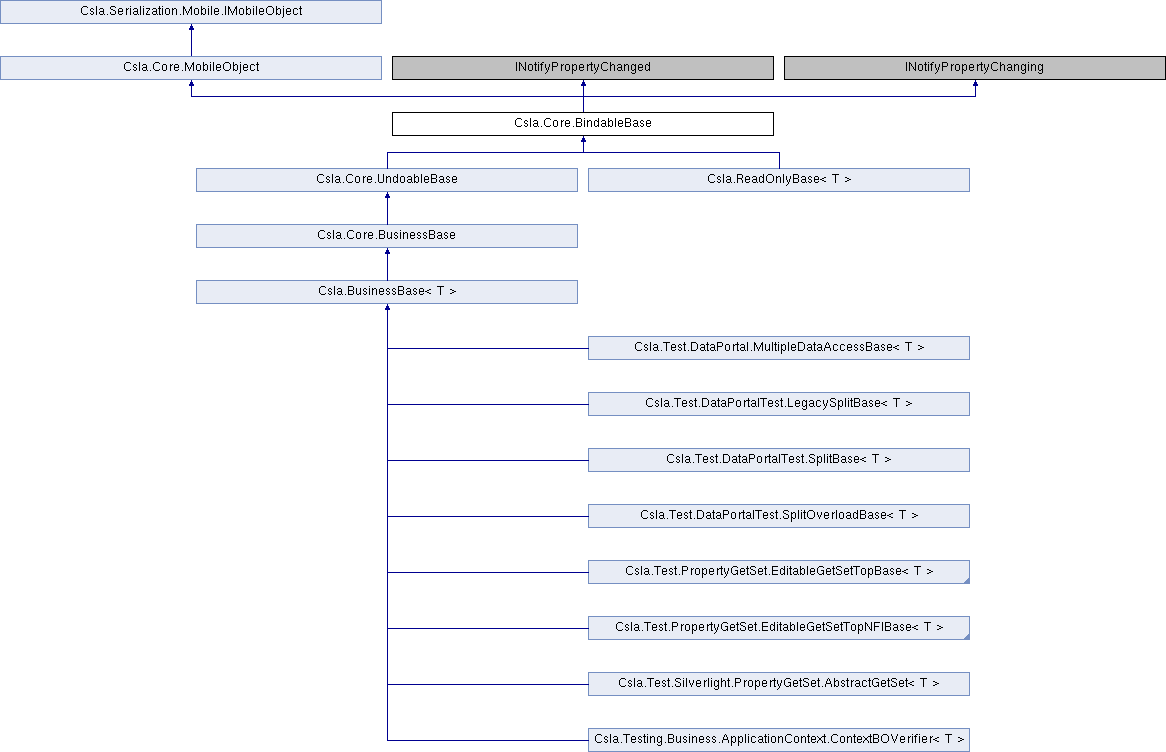 Csla.Serialization.Mobile.IMobileObject
Csla.Core.MobileObject
INotifyPropertyChanged
INotifyPropertyChanging
Csla.Core.BindableBase
Csla.Core.UndoableBase
Csla.ReadOnlyBase< T >
Csla.Core.BusinessBase
Csla.BusinessBase< T >
Csla.Test.DataPortal.MultipleDataAccessBase< T >
Csla.Test.DataPortalTest.LegacySplitBase< T >
Csla.Test.DataPortalTest.SplitBase< T >
Csla.Test.DataPortalTest.SplitOverloadBase< T >
Csla.Test.PropertyGetSet.EditableGetSetTopBase< T >
Csla.Test.PropertyGetSet.EditableGetSetTopNFIBase< T >
Csla.Test.Silverlight.PropertyGetSet.AbstractGetSet< T >
Csla.Testing.Business.ApplicationContext.ContextBOVerifier< T >